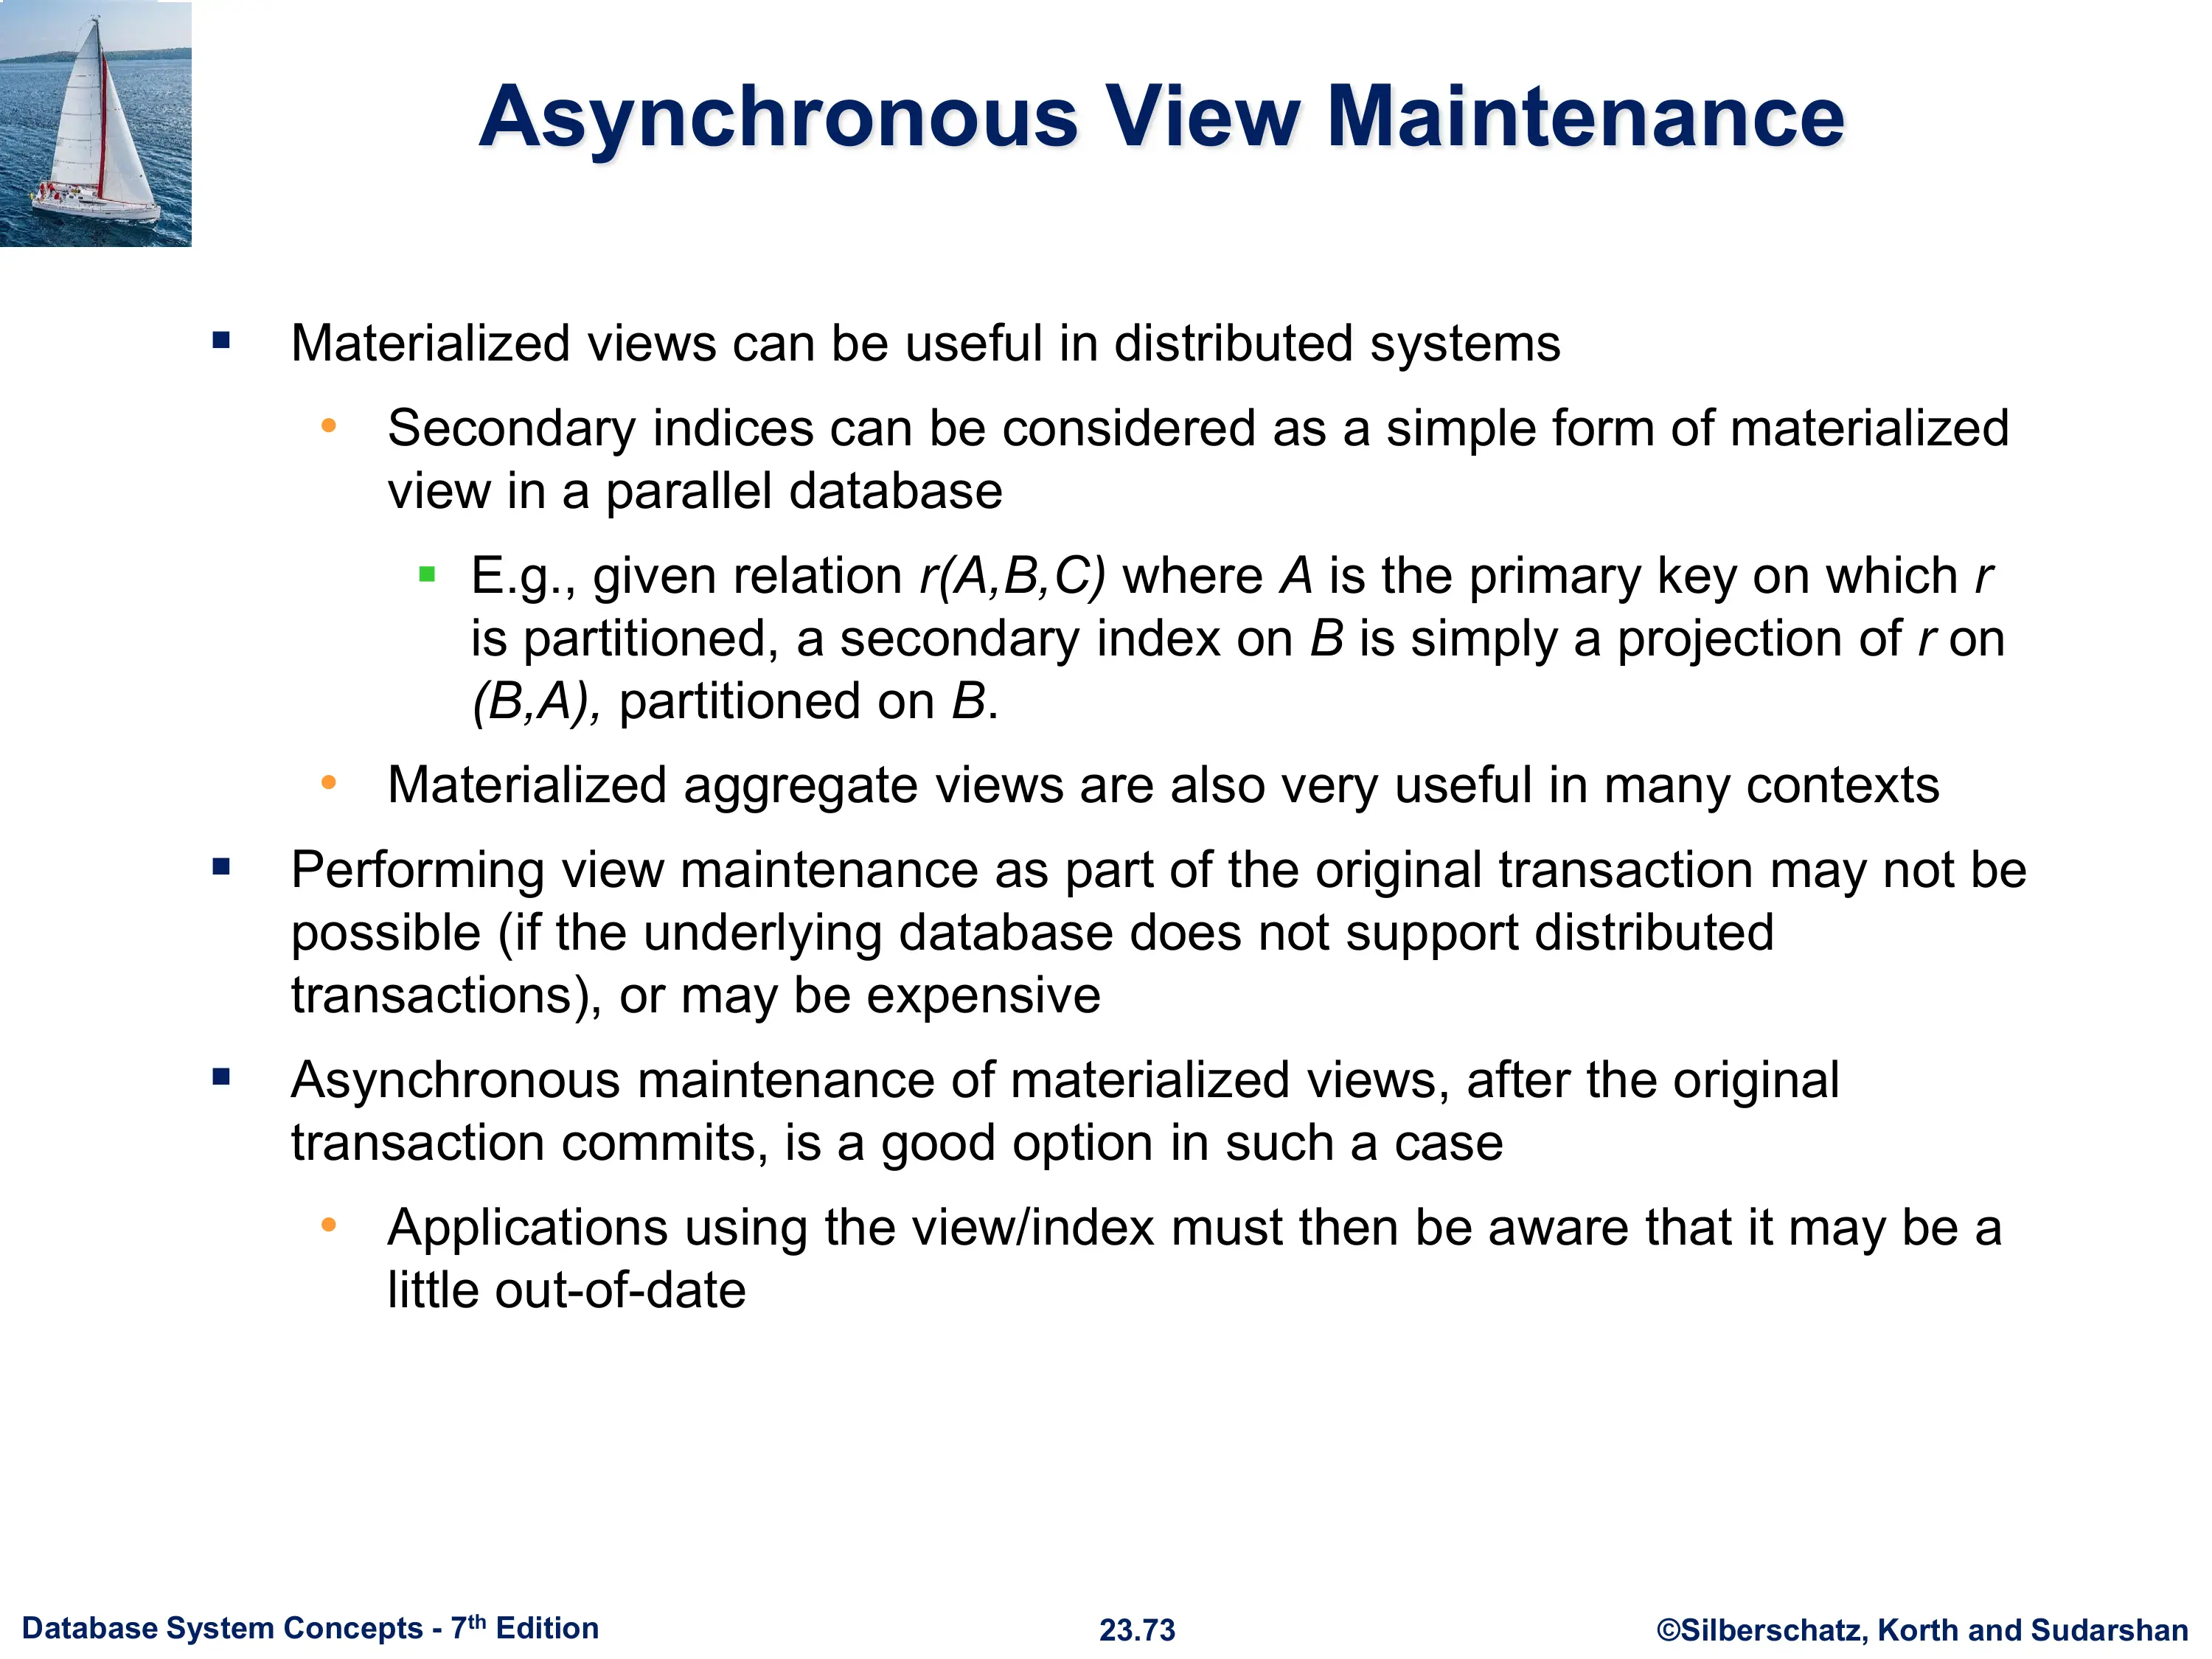 Asynchronous View Maintenance
▪ Materialized views can be useful in distributed systems
• Secondary indices can be considered as a simple form of materialized
view in a parallel database
▪ E.g., given relation r(A,B,C) where A is the primary key on which r
is partitioned, a secondary index on B is simply a projection of r on
(B,A), partitioned on B.
• Materialized aggregate views are also very useful in many contexts
▪ Performing view maintenance as part of the original transaction may not be
possible (if the underlying database does not support distributed
transactions), or may be expensive
▪ Asynchronous maintenance of materialized views, after the original
transaction commits, is a good option in such a case
• Applications using the view/index must then be aware that it may be a
little out-of-date
Database System Concepts - 7th Edition
23.73
©Silberschatz, Korth and Sudarshan